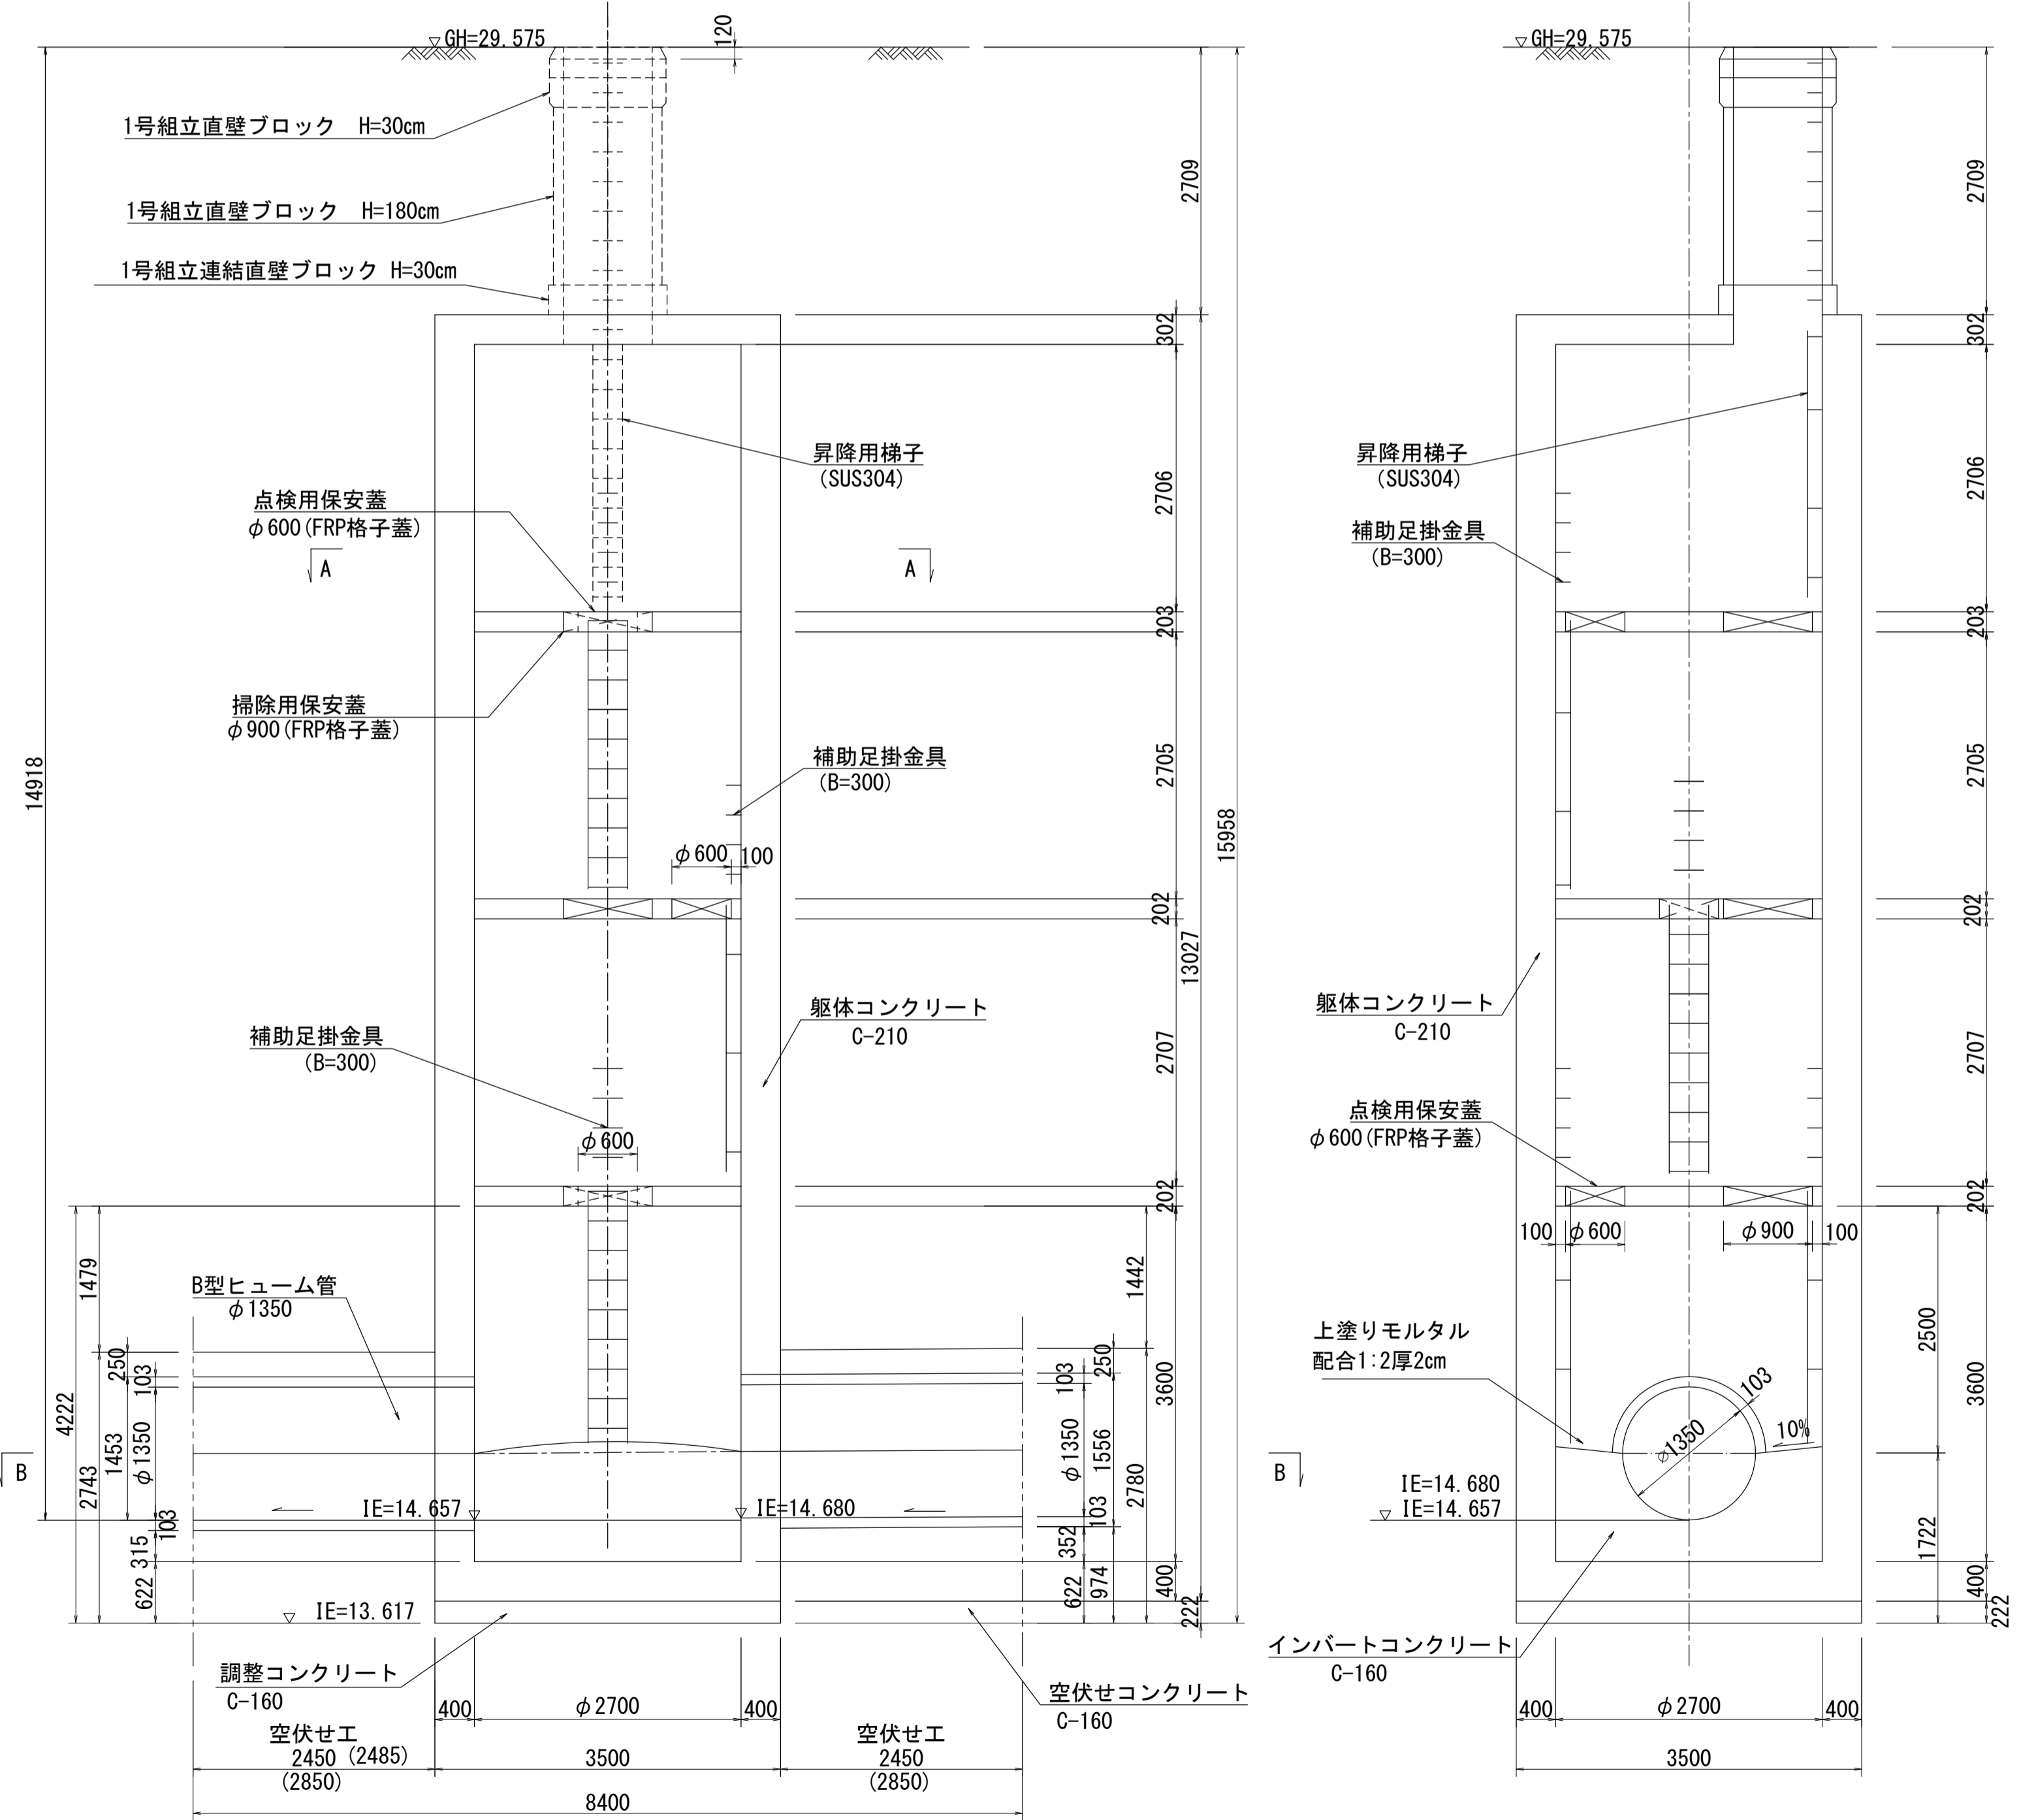 GH=29.575
120
1号組立直壁ブロック H=30cm
1号組立直壁ブロック H=180cm
1号組立連結直壁ブロック H=30cm
2709
302
昇降用梯子
(SUS304)
点検用保安蓋
φ600(FRP格子蓋)
A
A
2706
203
掃除用保安蓋
φ900(FRP格子蓋)
補助足掛金具
(B=300)
2705
14918
15958
φ600
100
202
13027
躯体コンクリート
C-210
補助足掛金具
(B=300)
2707
φ600
202
1479
1442
B型ヒューム管
φ1350
250
103
250
103
3600
4222
2743
1453
φ1350
φ1350
1556
2780
B
IE=14.657
IE=14.680
103
103
315
352
622
622
974
400
222
IE=13.617
調整コンクリート
C-160
空伏せコンクリート
C-160
400
φ2700
400
空伏せ工
2450 (2485)
(2850)
3500
空伏せ工
2450
(2850)
8400
GH=29.575
2709
302
昇降用梯子
(SUS304)
補助足掛金具
(B=300)
2706
203
2705
202
躯体コンクリート
C-210
2707
点検用保安蓋
φ600(FRP格子蓋)
202
100
φ600
φ900
100
上塗りモルタル
配合1:2厚2cm
2500
3600
103
φ1350
10%
B
IE=14.680
IE=14.657
1722
400
222
インバートコンクリート
C-160
400
φ2700
400
3500